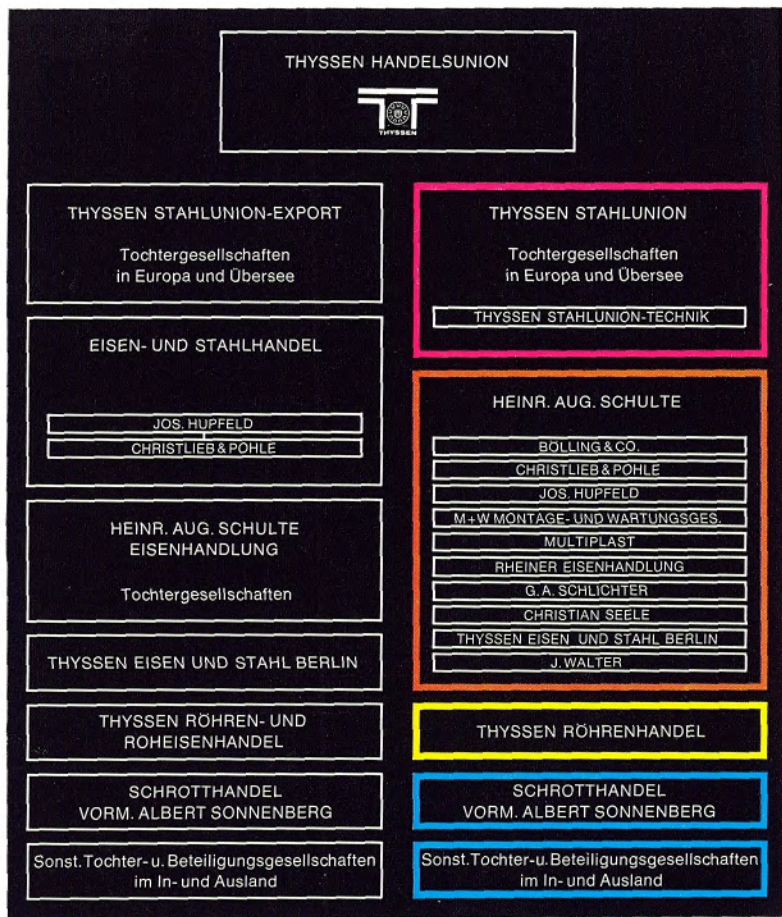 THYSSEN HANDELSUNION
THYSSEN
THYSSEN STAHLUNION-EXPORT
Tochtergesellschaften
in Europa und Übersee
EISEN- UND STAHLHANDEL
JOS. HUPFELD
CHRISTLIEB & POHLE
HEINR. AUG. SCHULTE
EISENHANDLUNG
Tochtergesellschaften
THYSSEN EISEN UND STAHL BERLIN
THYSSEN RÖHREN- UND
ROHEISENHANDEL
SCHROTTHANDEL
VORM. ALBERT SONNENBERG
Sonst. Tochter- u. Beteiligungsgesellschaften
im In- und Ausland
THYSSEN STAHLUNION
Tochtergesellschaften
in Europa und Übersee
THYSSEN STAHLUNION-TECHNIK
HEINR. AUG. SCHULTE
BÖLLING & CO.
CHRISTLIEB & POHLE
JOS. HUPFELD
M+W MONTAGE- UND WARTUNGSGES.
MULTIPLAST
RHEINER EISENHANDLUNG
G. A. SCHLICHTER
CHRISTIAN SEELE
THYSSEN EISEN UND STAHL BERLIN
J. WALTER
THYSSEN RÖHRENHANDEL
SCHROTTHANDEL
VORM. ALBERT SONNENBERG
Sonst. Tochter- u. Beteiligungsgesellschaften
im In- und Ausland